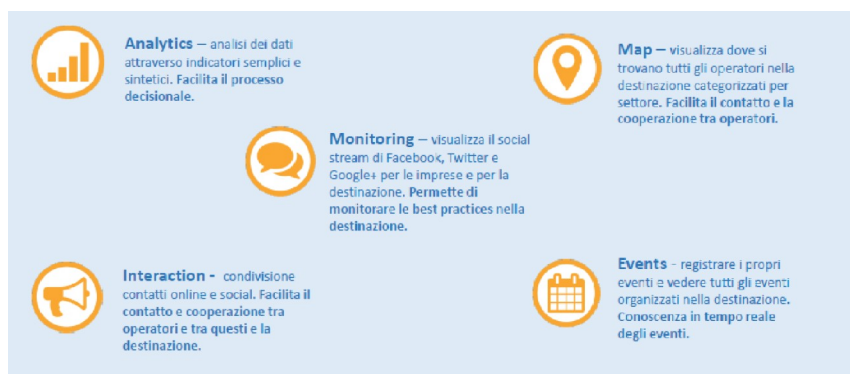 Analytics – analisi dei dati
attraverso indicatori semplici e
sintetici. Facilita il processo
decisionale.
Map – visualizza dove si
trovano tutti gli operatori nella
destinazione categorizzati per
settore. Facilita il contatto e la
cooperazione tra operatori.
Monitoring – visualizza il social
stream di Facebook, Twitter e
Google+ per le imprese e per la
destinazione. Permette di
monitorare le best practices nella
destinazione.
Interaction - condivisione
contatti online e social. Facilita il
contatto e cooperazione tra
operatori e tra questi e la
destinazione.
Events - registrare i propri
eventi e vedere tutti gli eventi
organizzati nella destinazione.
Conoscenza in tempo reale
degli eventi.